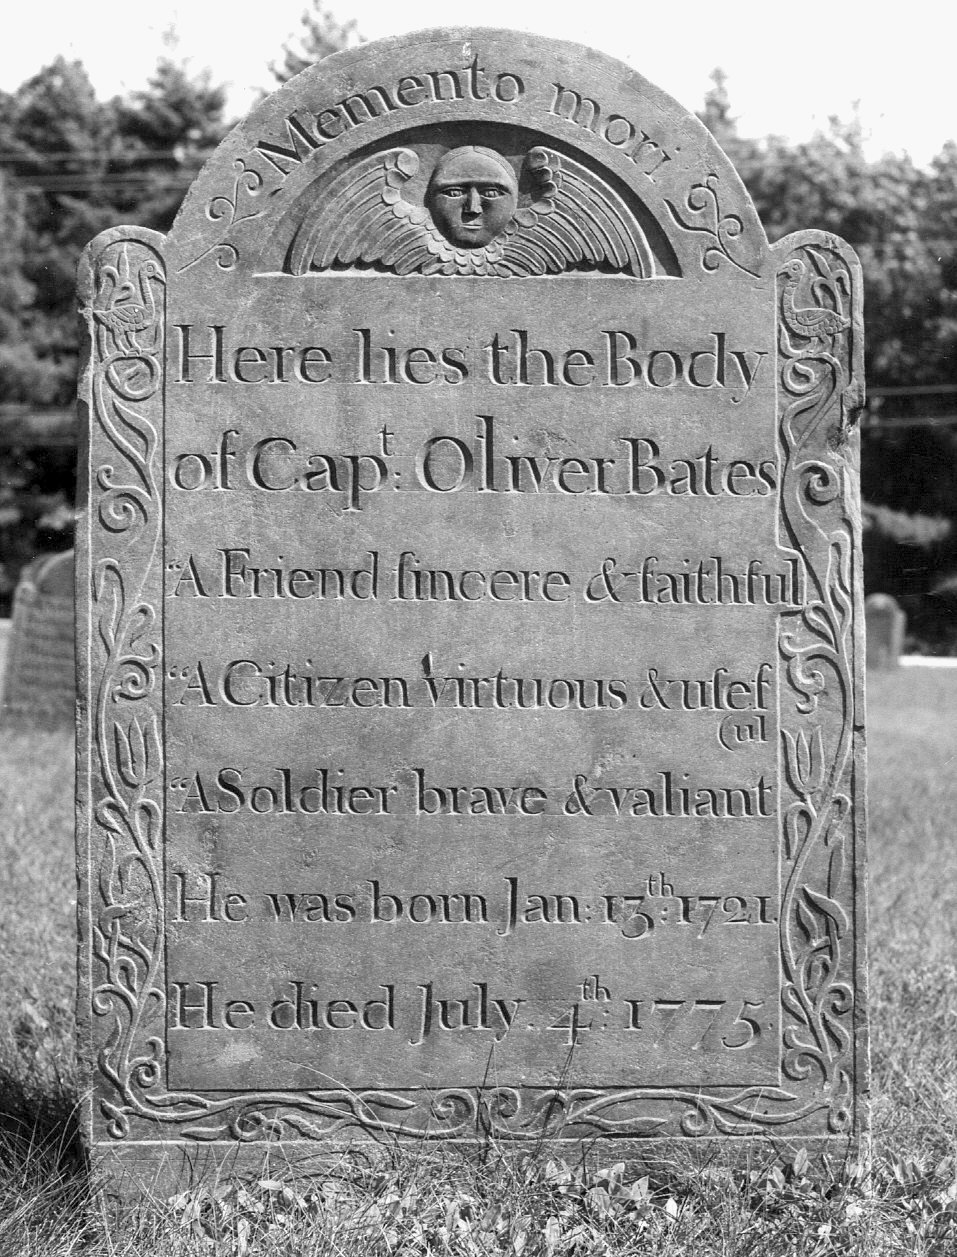 Memento mori
Here lies the Body
of Capᵗ: Oliver Bates
"A Friend ſincere & faithful
"A Citizen virtuous & uſef
(ul
"A Soldier brave & valiant
He was born Jan: 13ᵗʰ: 1721.
He died July . 4ᵗʰ: 1775.